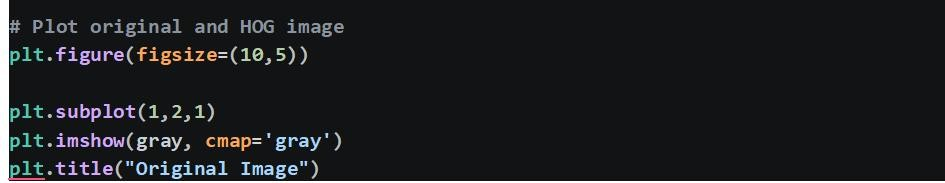 # Plot original and HOG image
plt.figure(figsize=(10,5))
plt.subplot(1,2,1)
plt.imshow(gray, cmap='gray')
plt.title("Original Image")